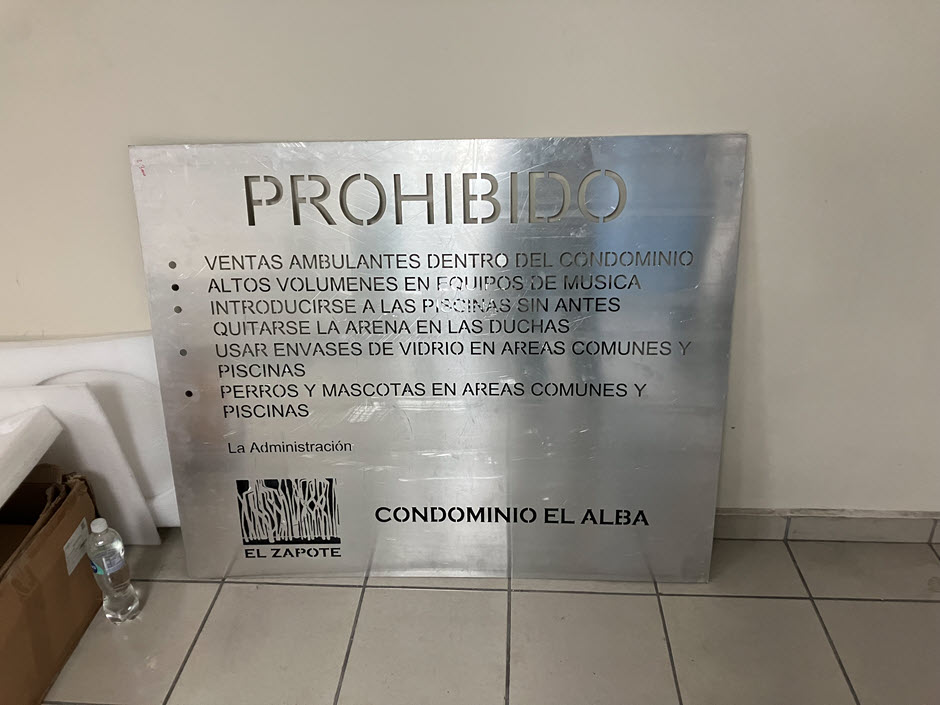 PROHIBIDO
• VENTAS AMBULANTES DENTRO DEL CONDOMINIO
• ALTOS VOLUMENES EN EQUIPOS DE MUSICA
• INTRODUCIRSE A LAS PISCINAS SIN ANTES
QUITARSE LA ARENA EN LAS DUCHAS
• USAR ENVASES DE VIDRIO EN AREAS COMUNES Y
PISCINAS
• PERROS Y MASCOTAS EN AREAS COMUNES Y
PISCINAS
La Administración
EL ZAPOTE
CONDOMINIO EL ALBA